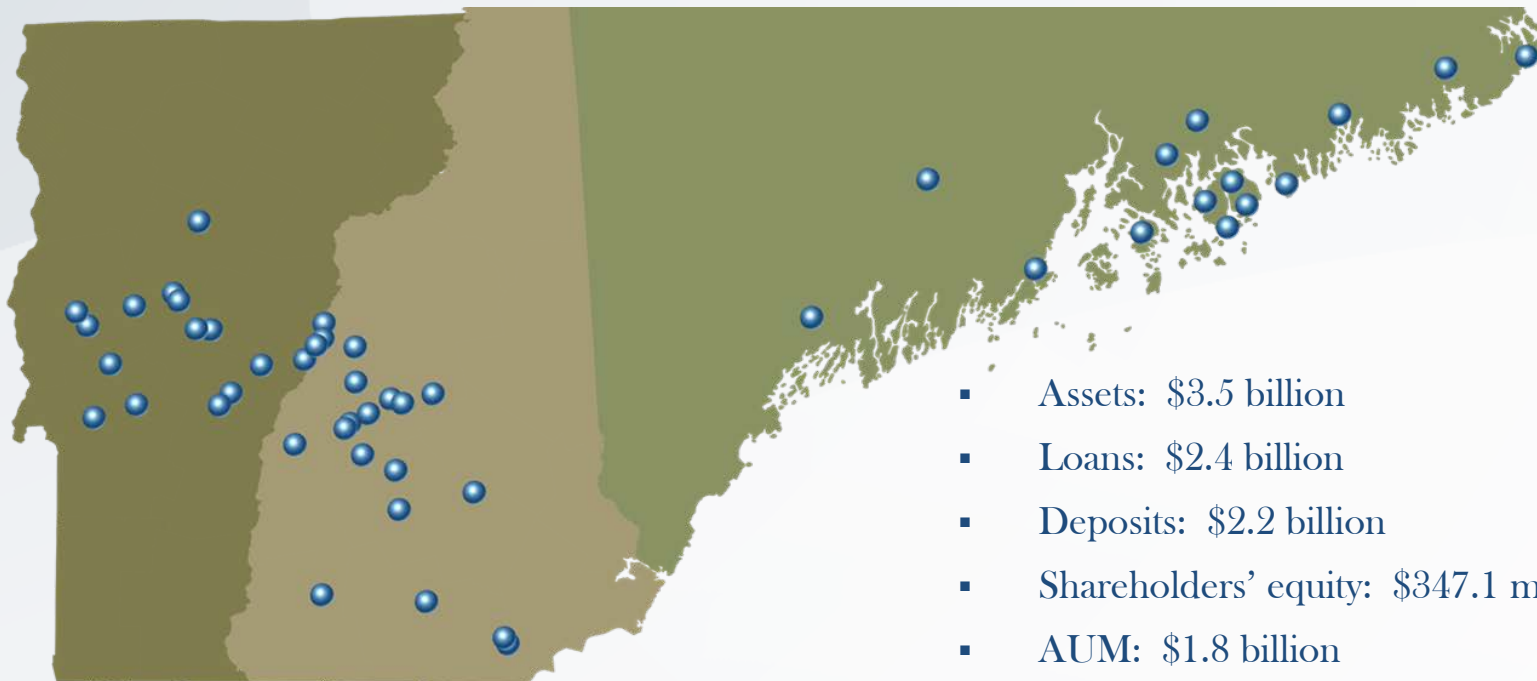 ▪ Assets: $3.5 billion
▪ Loans: $2.4 billion
▪ Deposits: $2.2 billion
▪ Shareholders’ equity: $347.1
▪ AUM: $1.8 billion